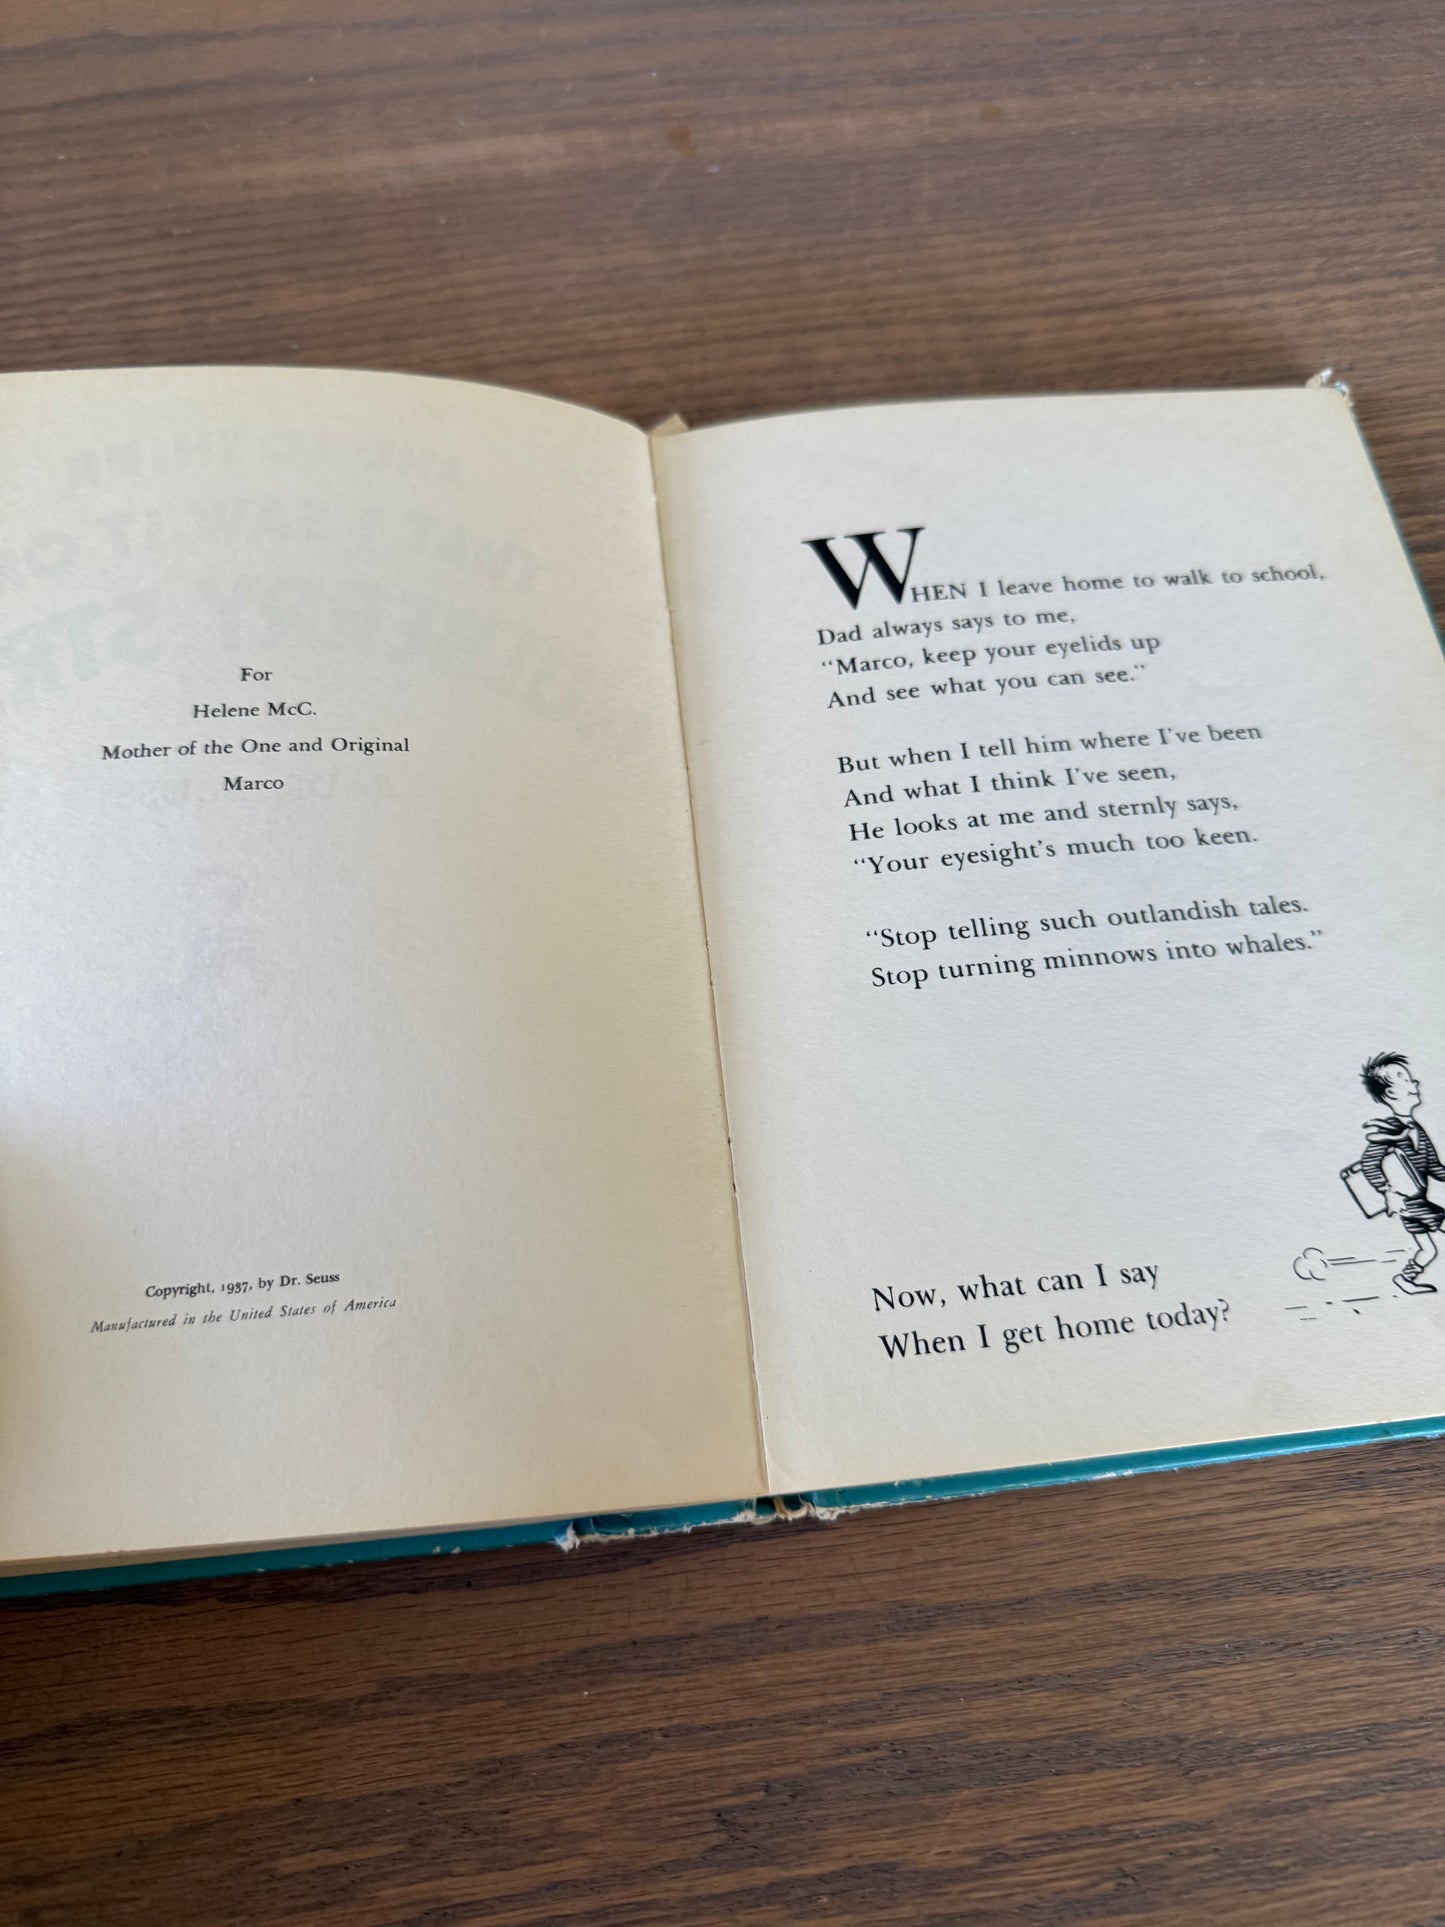 For
Helene McC.
Mother of the One and Original
Marco
Copyright, 1937, by Dr. Seuss
Manufactured in the United States of America
WHEN I leave home to walk to school,
Dad always says to me,
“Marco, keep your eyelids up
And see what you can see.”
But when I tell him where I’ve been
And what I think I’ve seen,
He looks at me and sternly says,
“Your eyesight’s much too keen.
“Stop telling such outlandish tales.
Stop turning minnows into whales.”
Now, what can I say
When I get home today?